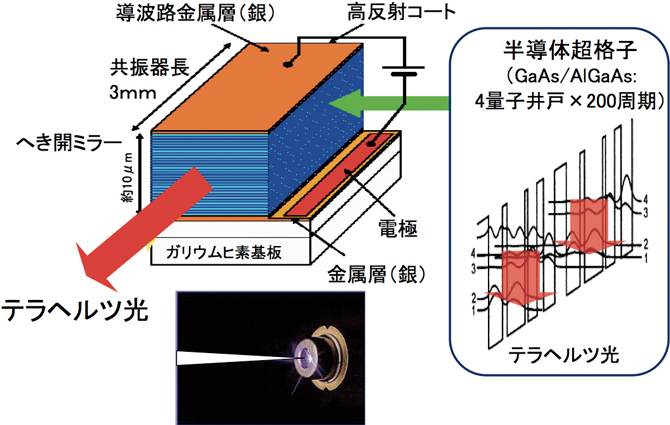 導波路金属層（銀）
高反射コート
共振器長
3mm
へき開ミラー
約10μm
ガリウムヒ素基板
電極
金属層（銀）
テラヘルツ光
半導体超格子
（GaAs/AlGaAs:
4量子井戸×200周期）
4
3
2
1
4
3
2
1
テラヘルツ光